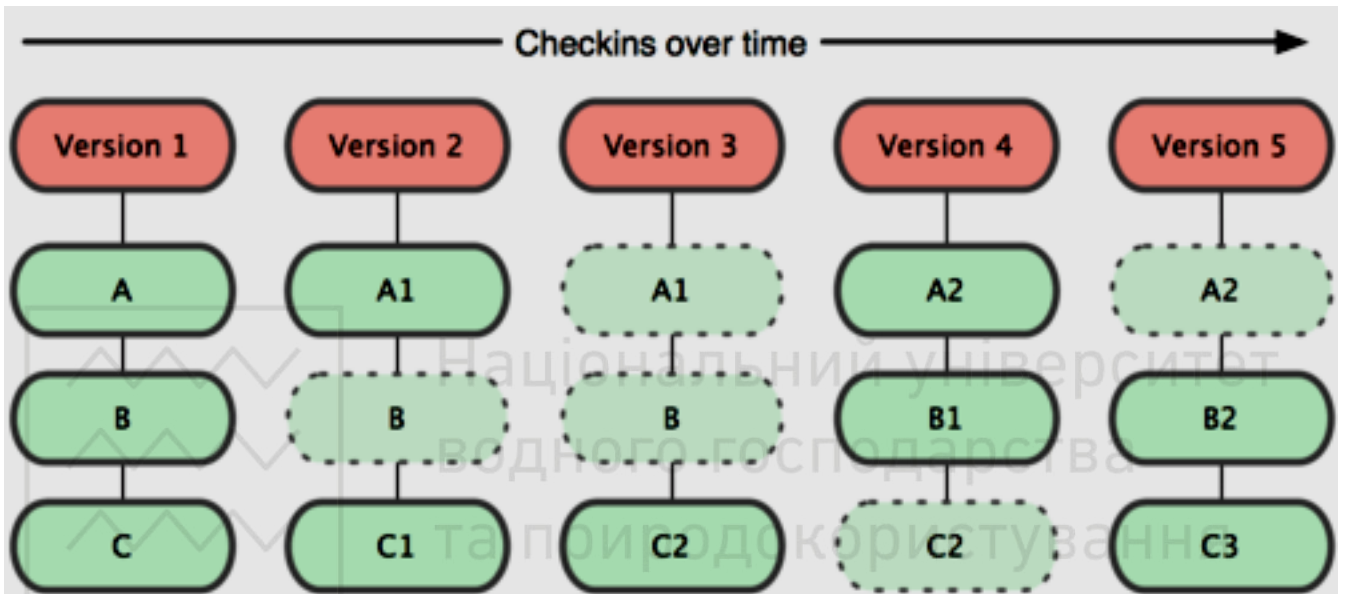 Checkins over time
Version 1 Version 2 Version 3 Version 4 Version 5
A A1 A1 A2 A2
Національний університет
B B B B1 B2
водного господарства
C C1 C2 C2 C3
та природокористування